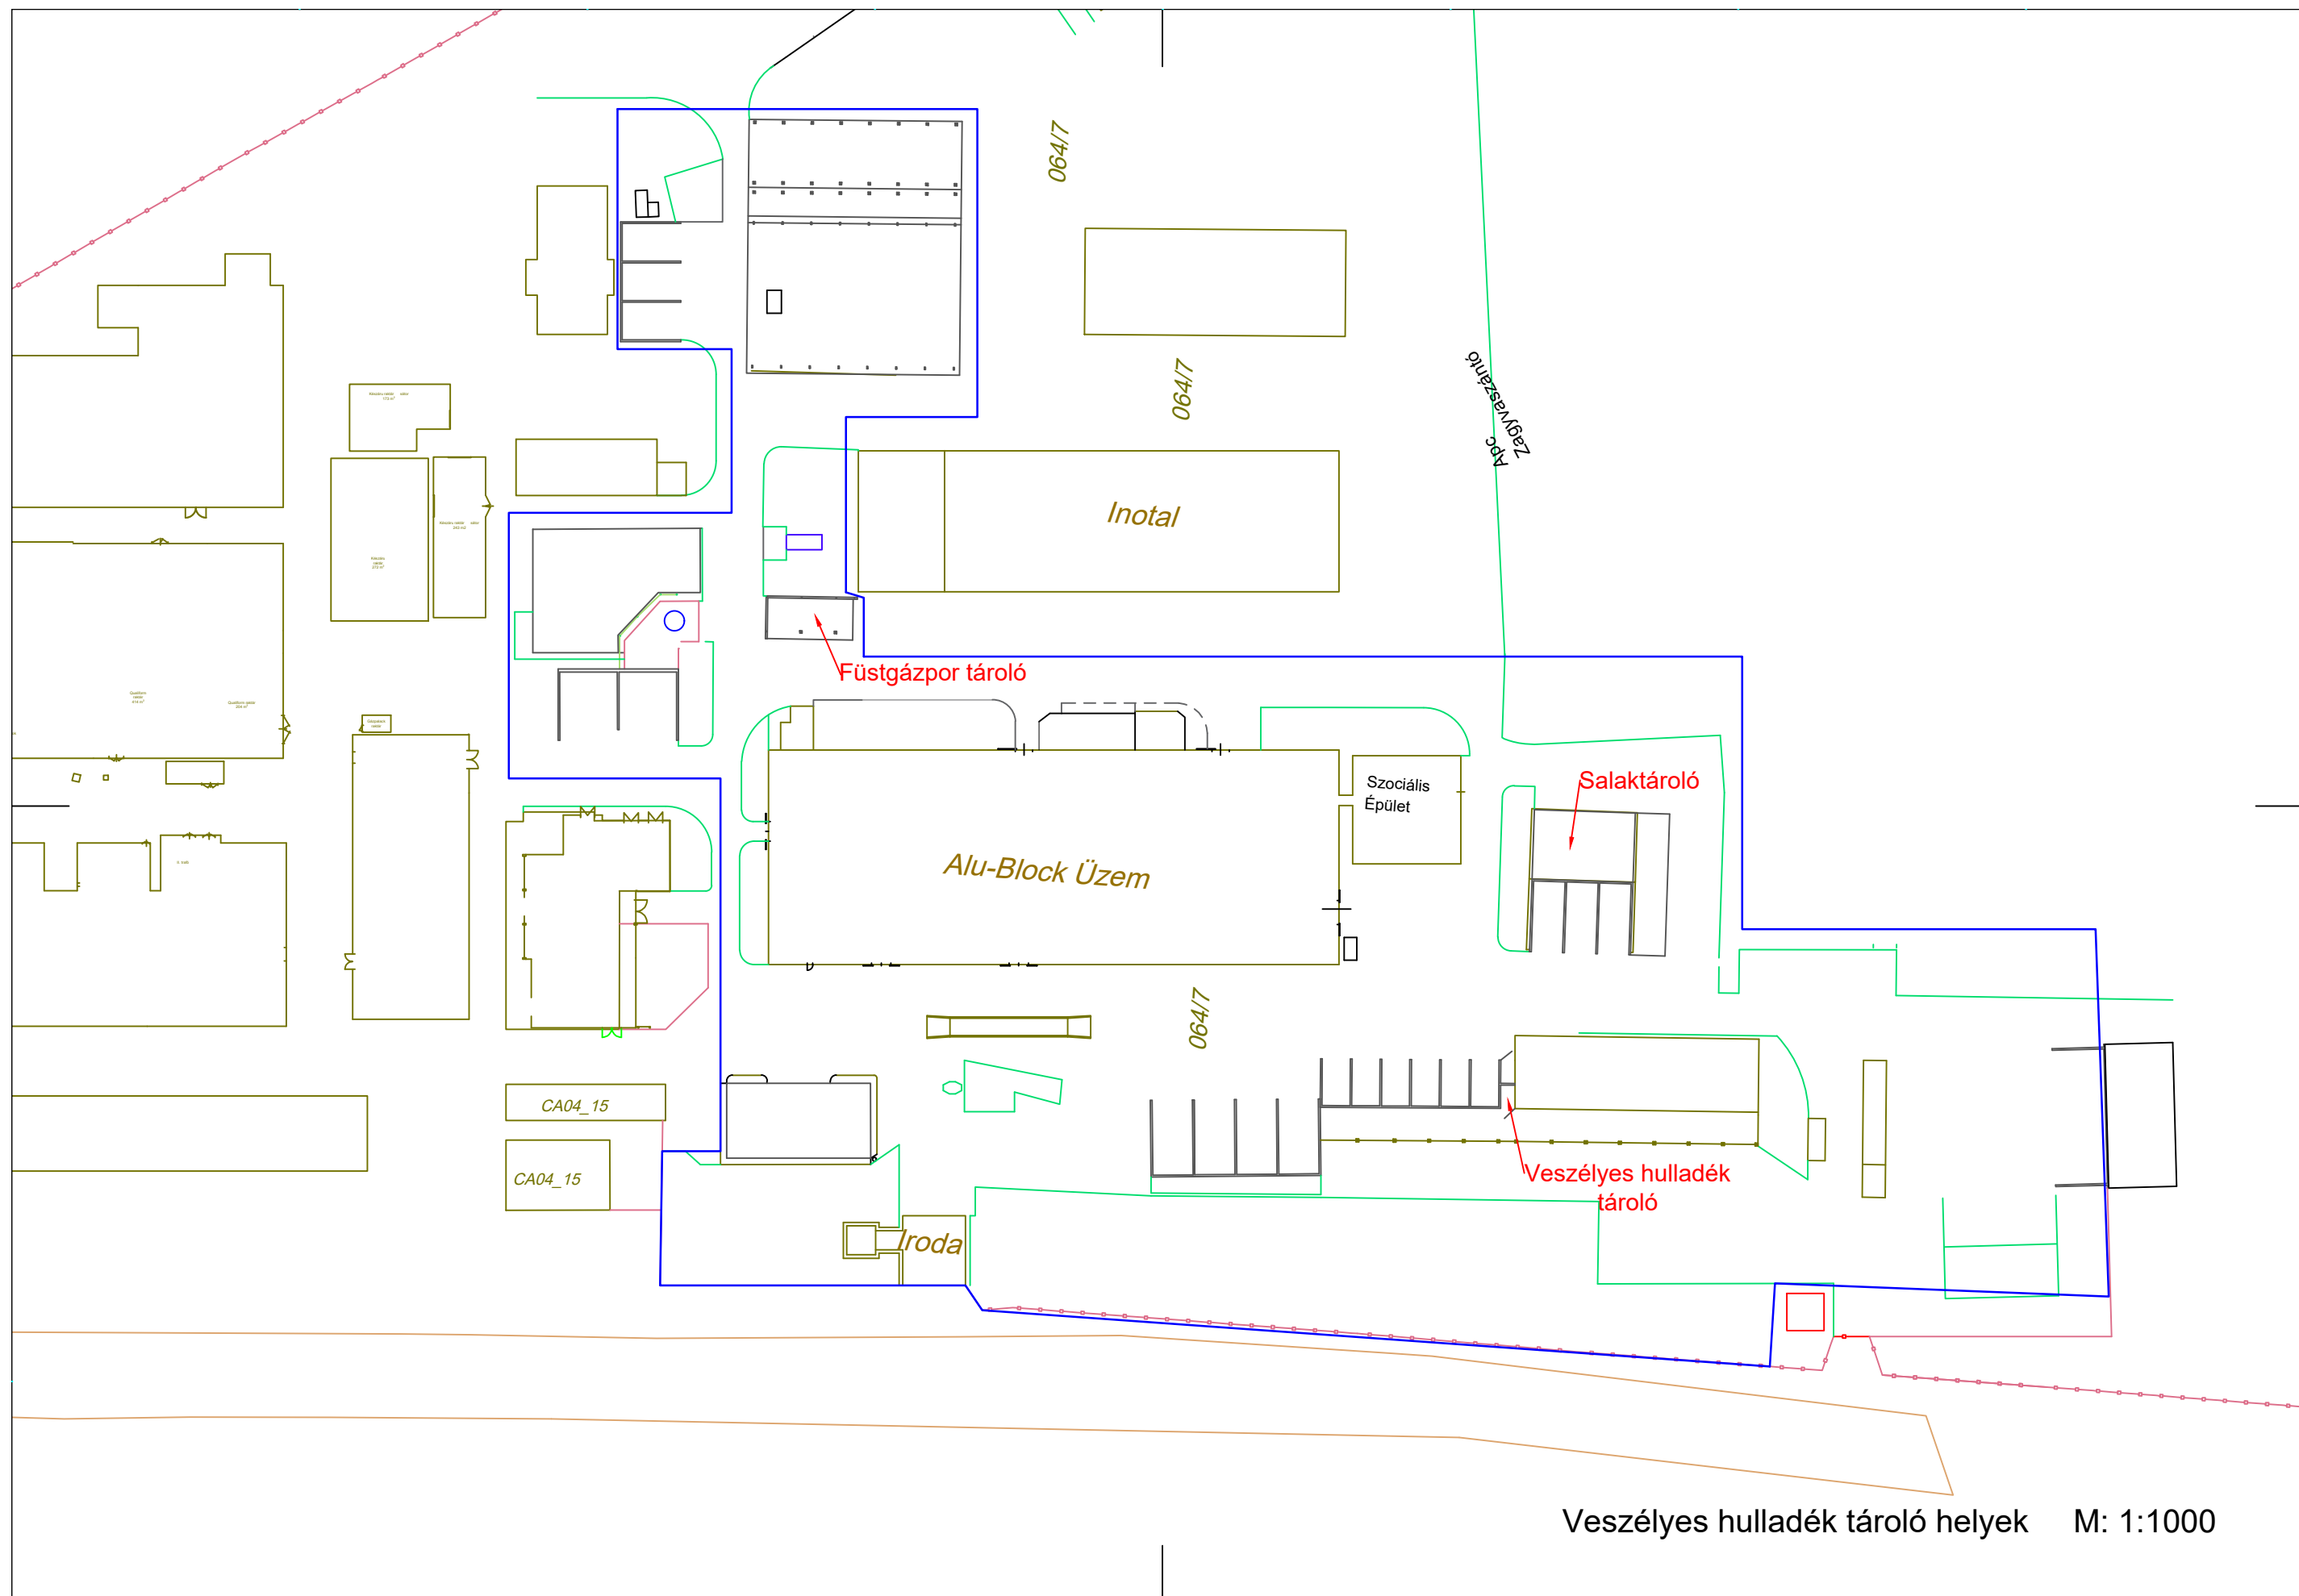 064/7
064/7
Zagyvaszántó
Apc
Inotal
Füstgázpor tároló
Szociális
Épület
Salaktároló
Alu-Block Üzem
064/7
CA04_15
CA04_15
Veszélyes hulladék
tároló
Iroda
Veszélyes hulladék tároló helyek M: 1:1000